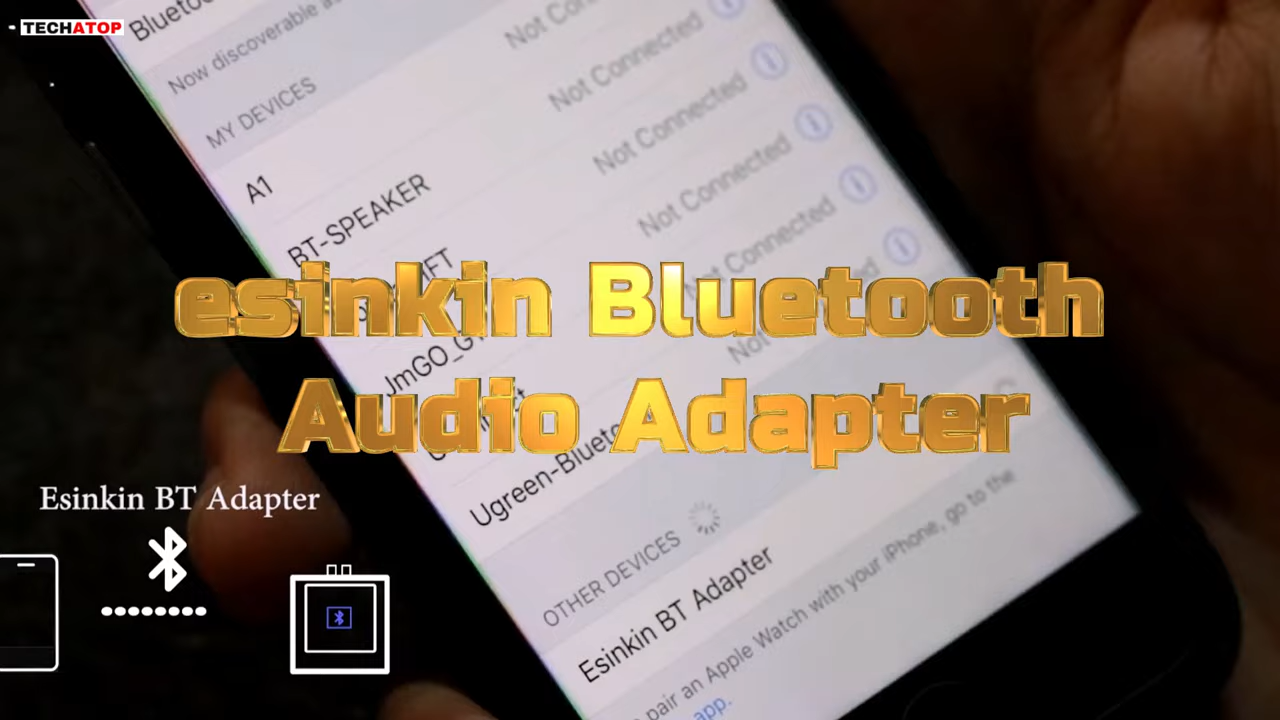 TECHATOP
Now discoverable as
MY DEVICES
Not Connected
A1
Not Connected
BT-SPEAKER
Not Connected
Not Connected
Not Connected
Ugreen-Blueto
OTHER DEVICES
Esinkin BT Adapter
pair an Apple Watch with your iPhone, go to the
app.
esinkin Bluetooth
Audio Adapter
Esinkin BT Adapter